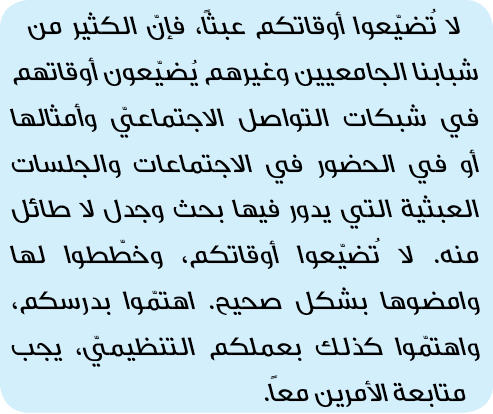 لا تُضيّعوا أوقاتكم عبثًا، فإنّ الكثير من
شبابنا الجامعيين وغيرهم يُضيّعون أوقاتهم
في شبكات التواصل الاجتماعيّ وأمثالها
أو في الحضور في الاجتماعات والجلسات
العبثية التي يدور فيها بحث وجدل لا طائل
منه. لا تُضيّعوا أوقاتكم، وخطّطوا لها
وامضوها بشكل صحيح. اهتمّوا بدرسكم،
واهتمّوا كذلك بعملكم التنظيميّ، يجب
متابعة الأمرين معاً.